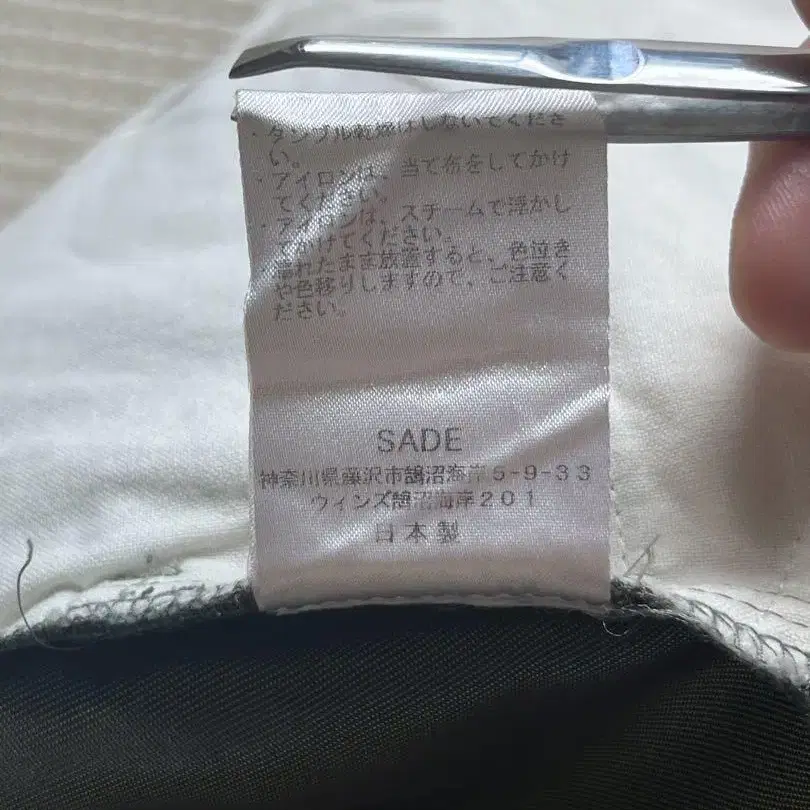 ・タンブル乾燥はしないでくださ
い。
・アイロンは、当て布をしてかけ
てください。
・アイロンは、スチームで浮かし
てかけてください。
・濡れたまま放置すると、色泣き
や色移りしますので、ご注意く
ださい。
SADE
神奈川県藤沢市鵠沼海岸5-9-33
ウィンズ鵠沼海岸201
日本製